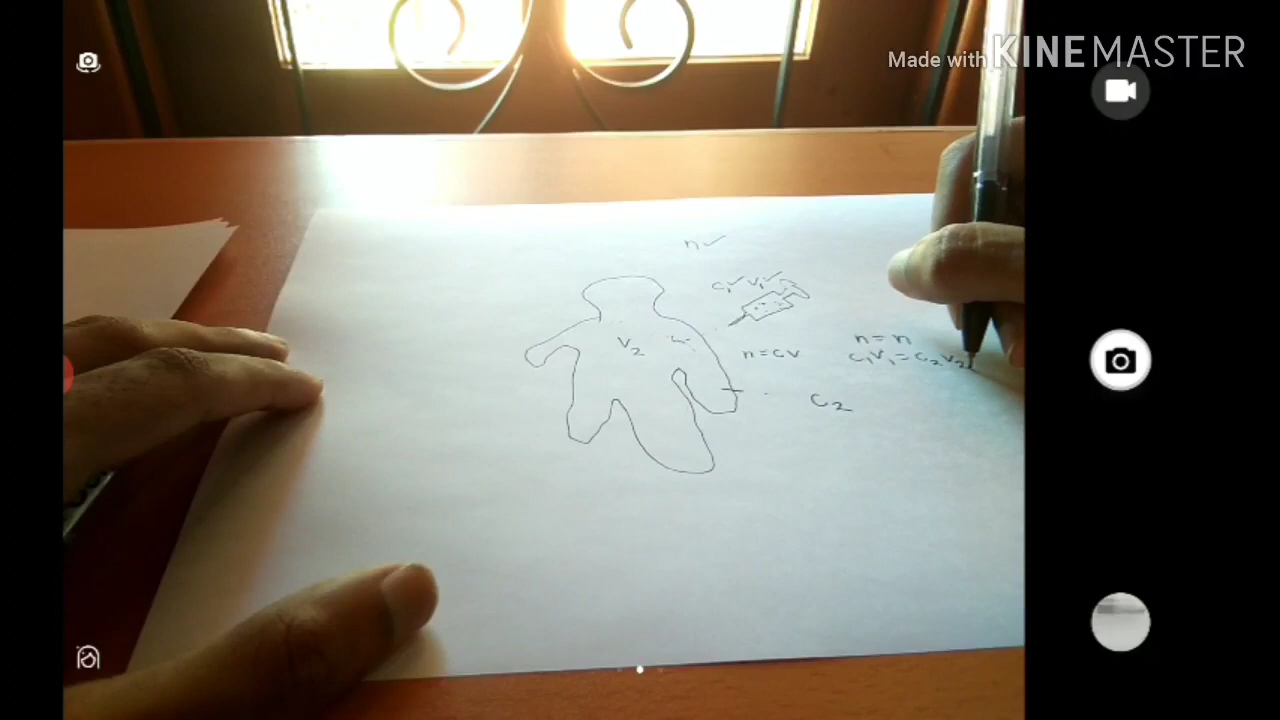 Made with KINEMASTER
n✓
C₁✓ V₁✓
V₂
n = CV
n = n
C₁V₁ = C₂V₂
C₂